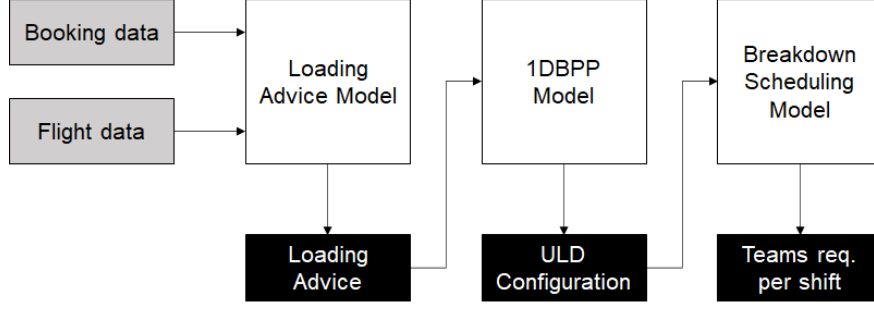 Booking data
Flight data
Loading
Advice Model
1DBPP
Model
Breakdown
Scheduling
Model
Loading
Advice
ULD
Configuration
Teams req.
per shift